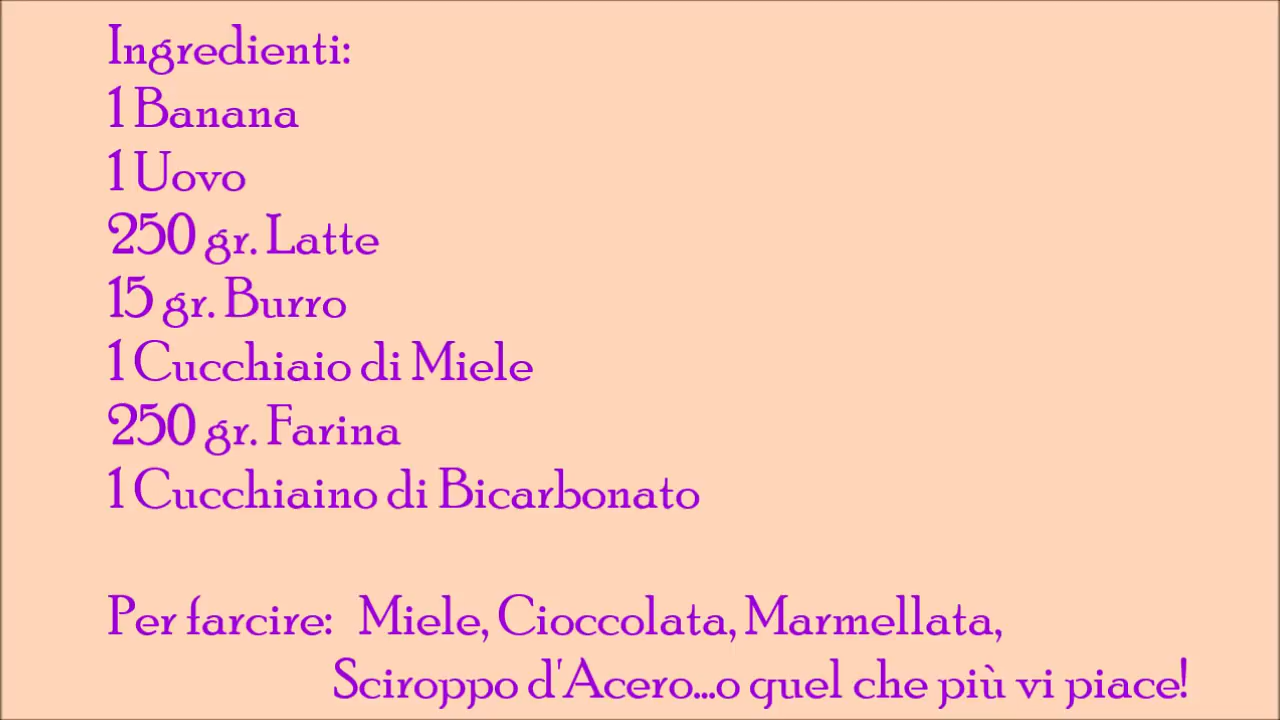 Ingredienti:
1 Banana
1 Uovo
250 gr. Latte
15 gr. Burro
1 Cucchiaio di Miele
250 gr. Farina
1 Cucchiaino di Bicarbonato
Per farcire: Miele, Cioccolata, Marmellata,
Sciroppo d'Acero...o quel che più vi piace!